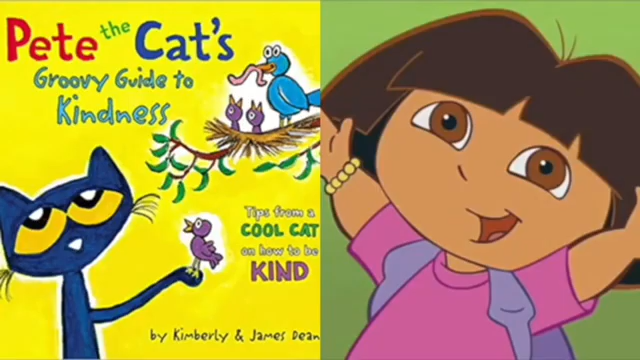 Pete the Cat's
Groovy Guide to
Kindness
Tips from a
COOL CAT
on how to be
KIND
by Kimberly & James Dean